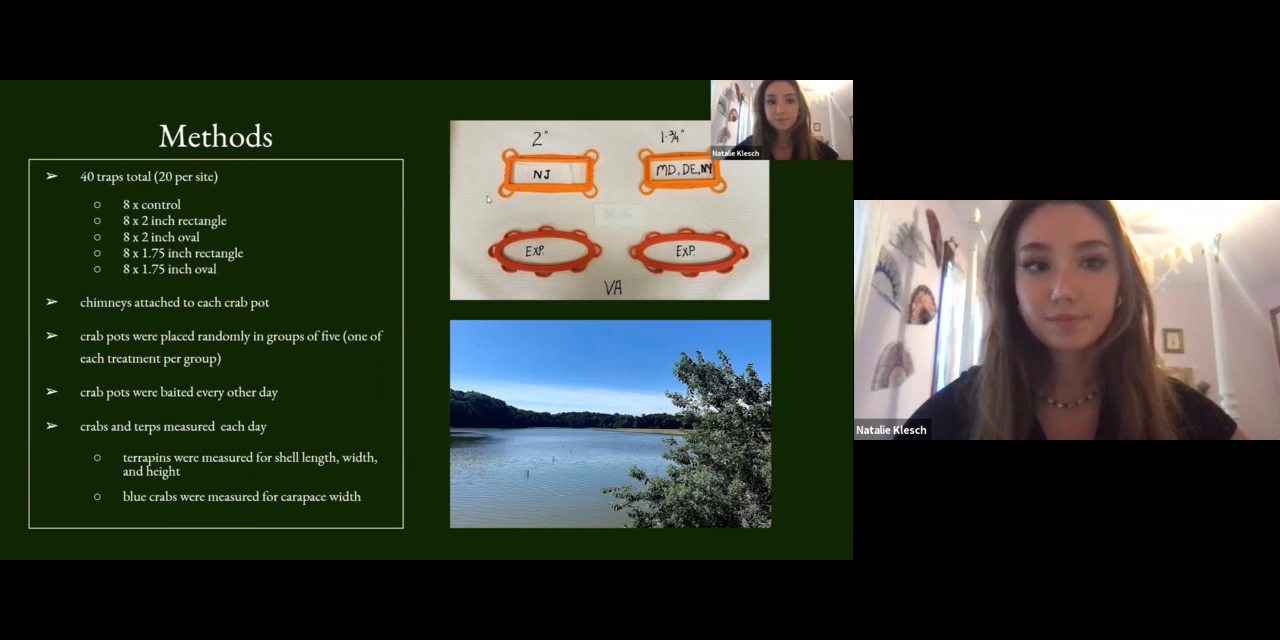 Methods
➢ 40 traps total (20 per site)
○ 8 x control
○ 8 x 2 inch rectangle
○ 8 x 2 inch oval
○ 8 x 1.75 inch rectangle
○ 8 x 1.75 inch oval
➢ chimneys attached to each crab pot
➢ crab pots were placed randomly in groups of five (one of
each treatment per group)
➢ crab pots were baited every other day
➢ crabs and terps measured each day
○ terrapins were measured for shell length, width,
and height
○ blue crabs were measured for carapace width
2" 1-¾"
NJ MD, DE, NY
EXP. EXP.
VA
Natalie Klesch
Natalie Klesch